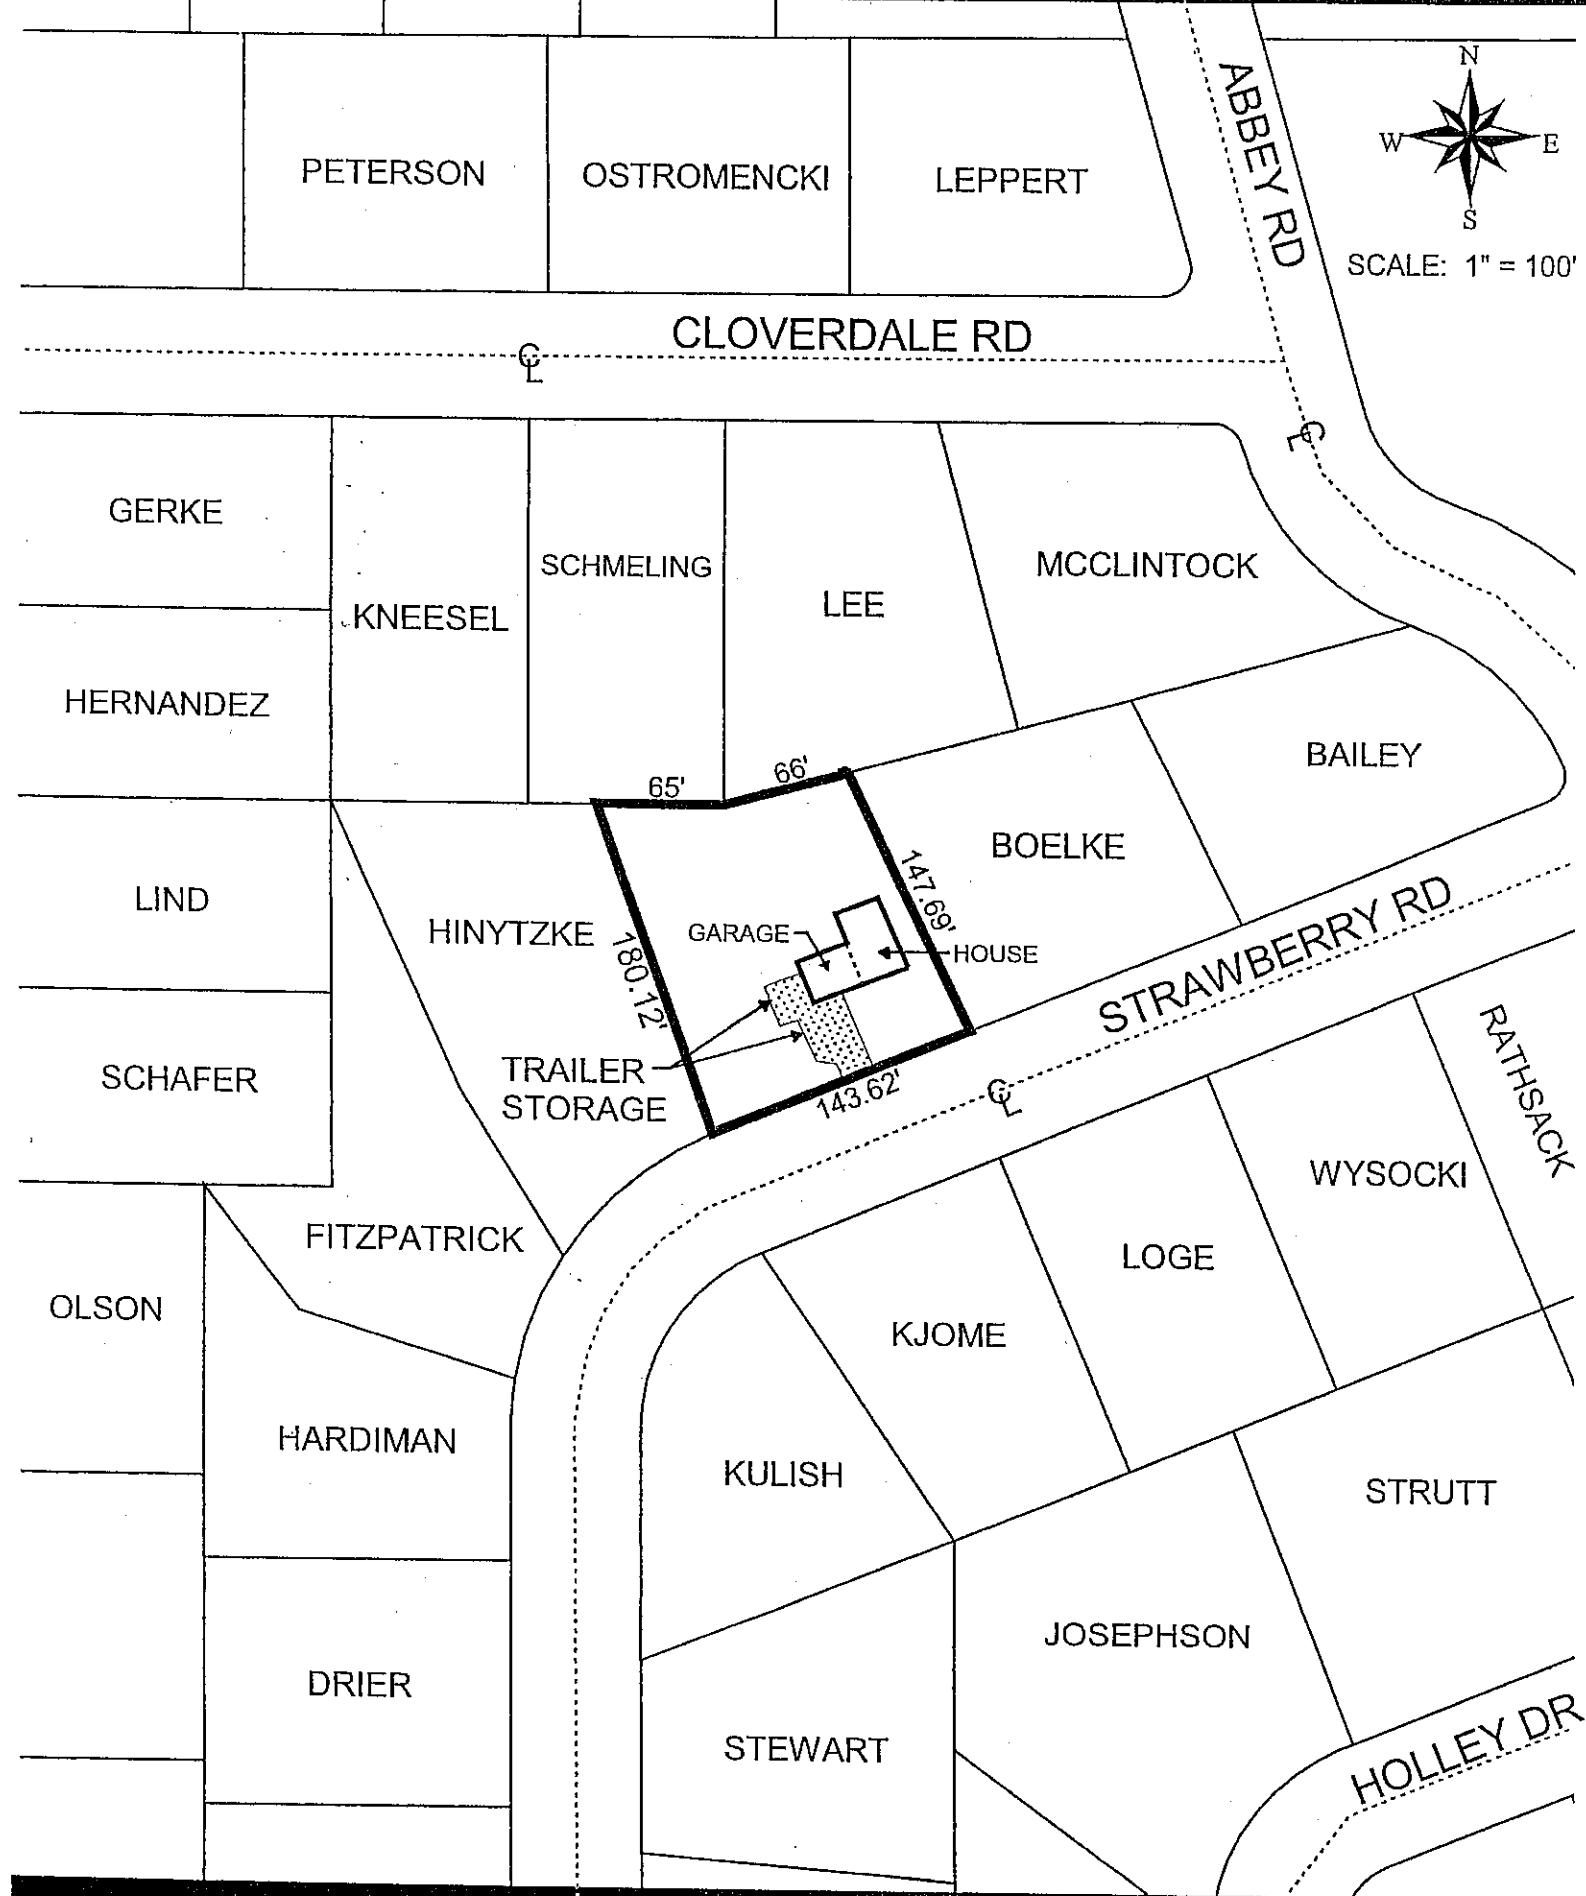 N
W E
S
SCALE: 1" = 100'
ABBEY RD
PETERSON
OSTROMENCKI
LEPPERT
CLOVERDALE RD
CL
CL
GERKE
KNEESEL
SCHMELING
LEE
MCCLINTOCK
HERNANDEZ
65'
66'
BAILEY
LIND
HINYTZKE
180.12'
GARAGE
HOUSE
147.69'
BOELKE
STRAWBERRY RD
CL
TRAILER
STORAGE
143.62'
SCHAFER
RATHSACK
WYSOCKI
FITZPATRICK
LOGE
OLSON
KJOME
HARDIMAN
KULISH
STRUTT
JOSEPHSON
DRIER
STEWART
HOLLEY DR